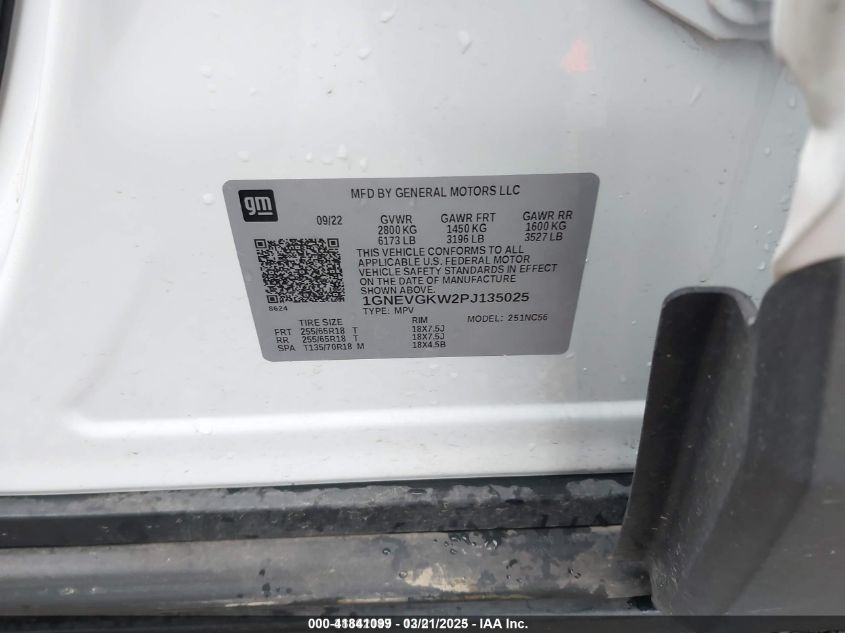 gm
MFD BY GENERAL MOTORS LLC
09/22 GVWR GAWR FRT GAWR RR
2800 KG 1450 KG 1600 KG
6173 LB 3196 LB 3527 LB
THIS VEHICLE CONFORMS TO ALL
APPLICABLE U.S. FEDERAL MOTOR
VEHICLE SAFETY STANDARDS IN EFFECT
ON THE DATE OF MANUFACTURE
SHOWN ABOVE.
8624
1GNEVGKW2PJ135025
TYPE: MPV MODEL: 251NC56
TIRE SIZE RIM
FRT 255/65R18 T 18X7.5J
RR 255/65R18 T 18X7.5J
SPA T135/70R18 M 18X4.5B
000-41841099 - 03/21/2025 - IAA Inc.